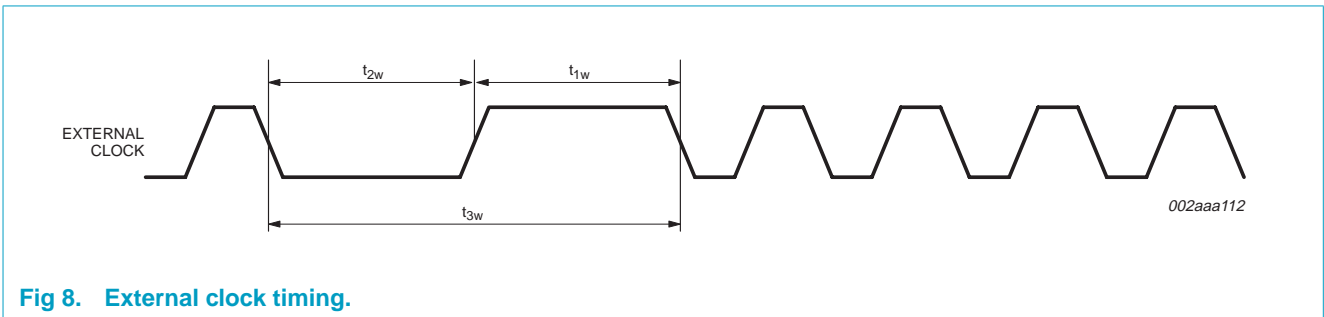 t2w
t1w
EXTERNAL
CLOCK
t3w
002aaa112
Fig 8. External clock timing.